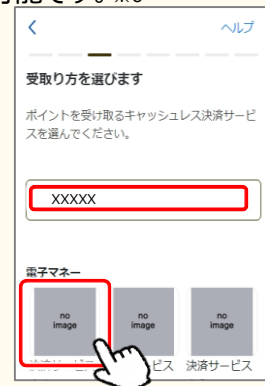 能です。※6
ヘルプ
受取り方を選びます
ポイントを受け取るキャッシュレス決済サービ
スを選んでください。
XXXXX
電子マネー
no image no image no image
ビス 決済サービス